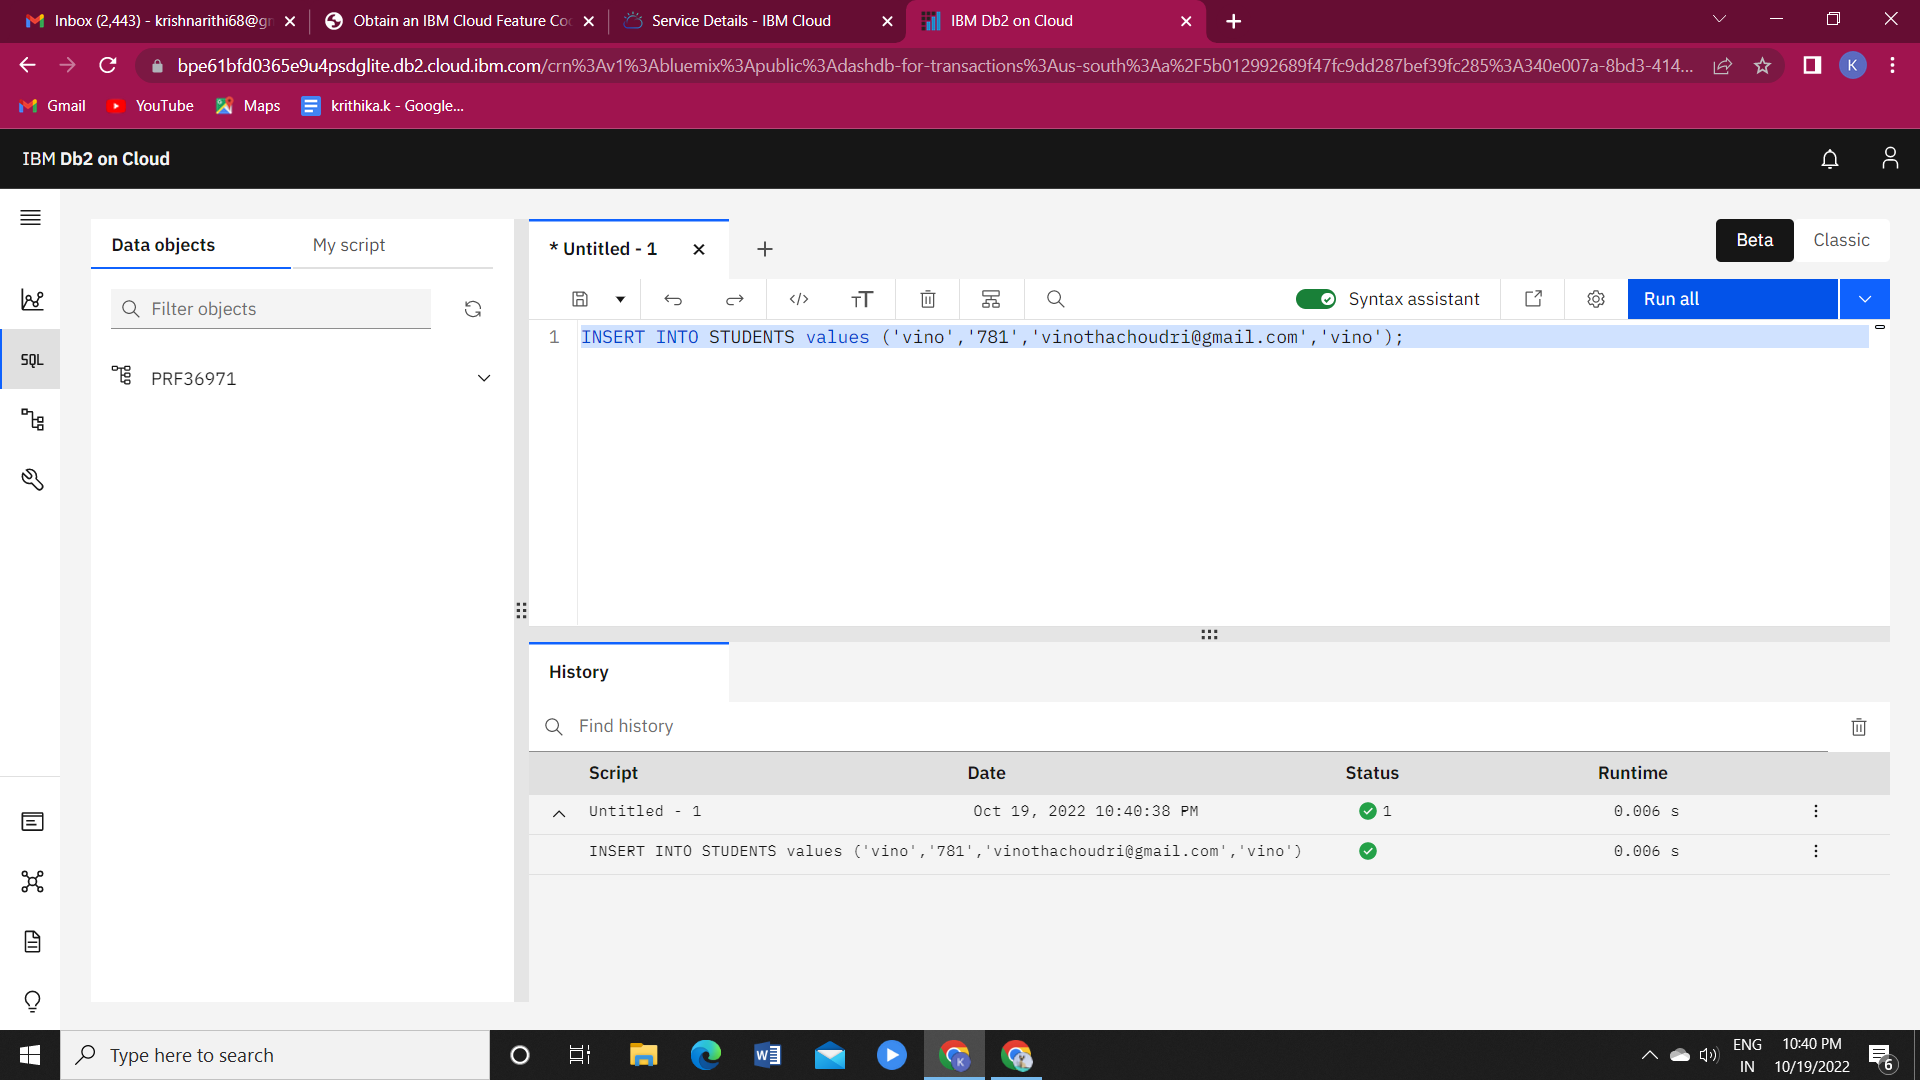 Inbox (2,443) - krishnarithi68@gm
Obtain an IBM Cloud Feature Co
Service Details - IBM Cloud
IBM Db2 on Cloud
bpe61bfd0365e9u4psdglite.db2.cloud.ibm.com/crn%3Av1%3Abluemix%3Apublic%3Adashdb-for-transactions%3Aus-south%3Aa%2F5b012992689f47fc9dd287bef39fc285%3A340e007a-8bd3-414...
K
Gmail
YouTube
Maps
krithika.k - Google...
IBM Db2 on Cloud
Data objects
My script
* Untitled - 1
Beta
Classic
Filter objects
Syntax assistant
Run all
SQL
PRF36971
1 INSERT INTO STUDENTS values ('vino','781','vinothachoudri@gmail.com','vino');
History
Find history
Script Date Status Runtime
Untitled - 1 Oct 19, 2022 10:40:38 PM 1 0.006 s
INSERT INTO STUDENTS values ('vino','781','vinothachoudri@gmail.com','vino') 0.006 s
Type here to search
ENG
IN
10:40 PM
10/19/2022
6